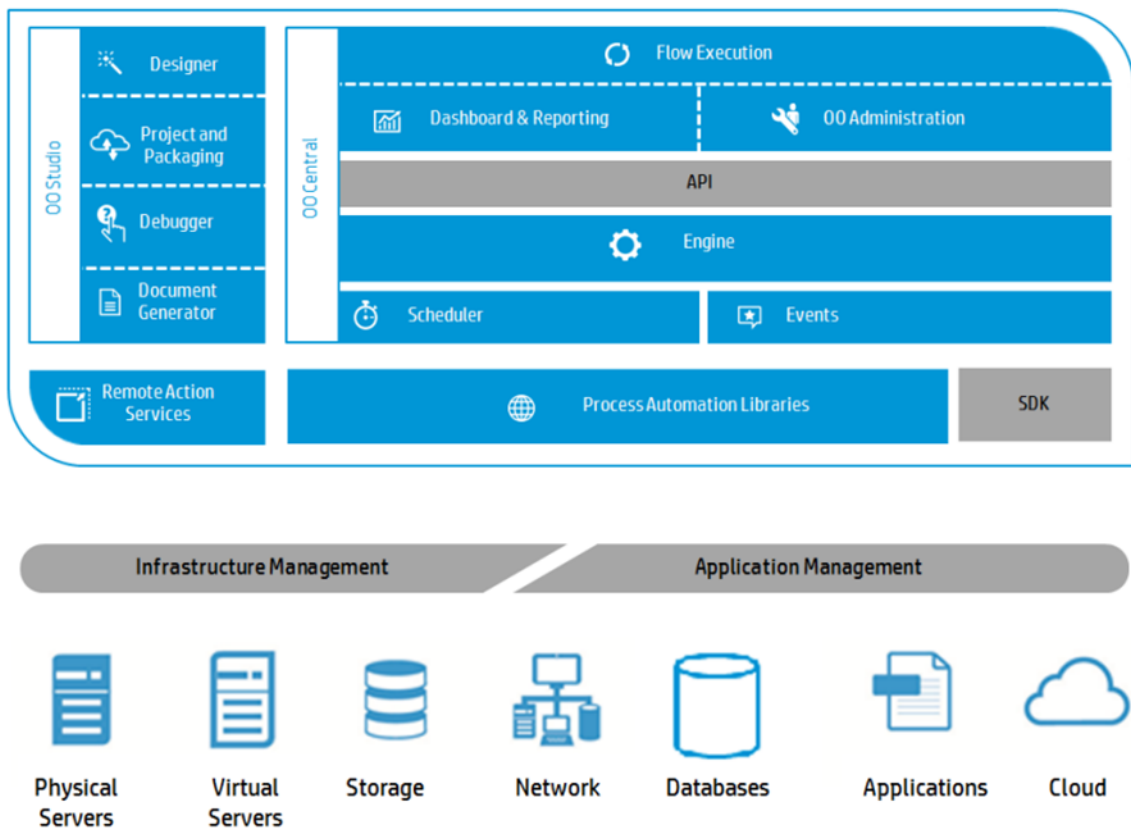 OO Studio
Designer
Project and
Packaging
Debugger
Document
Generator
OO Central
Flow Execution
Dashboard & Reporting
OO Administration
API
Engine
Scheduler
Events
Remote Action
Services
Process Automation Libraries
SDK
Infrastructure Management
Application Management
Physical
Servers
Virtual
Servers
Storage
Network
Databases
Applications
Cloud